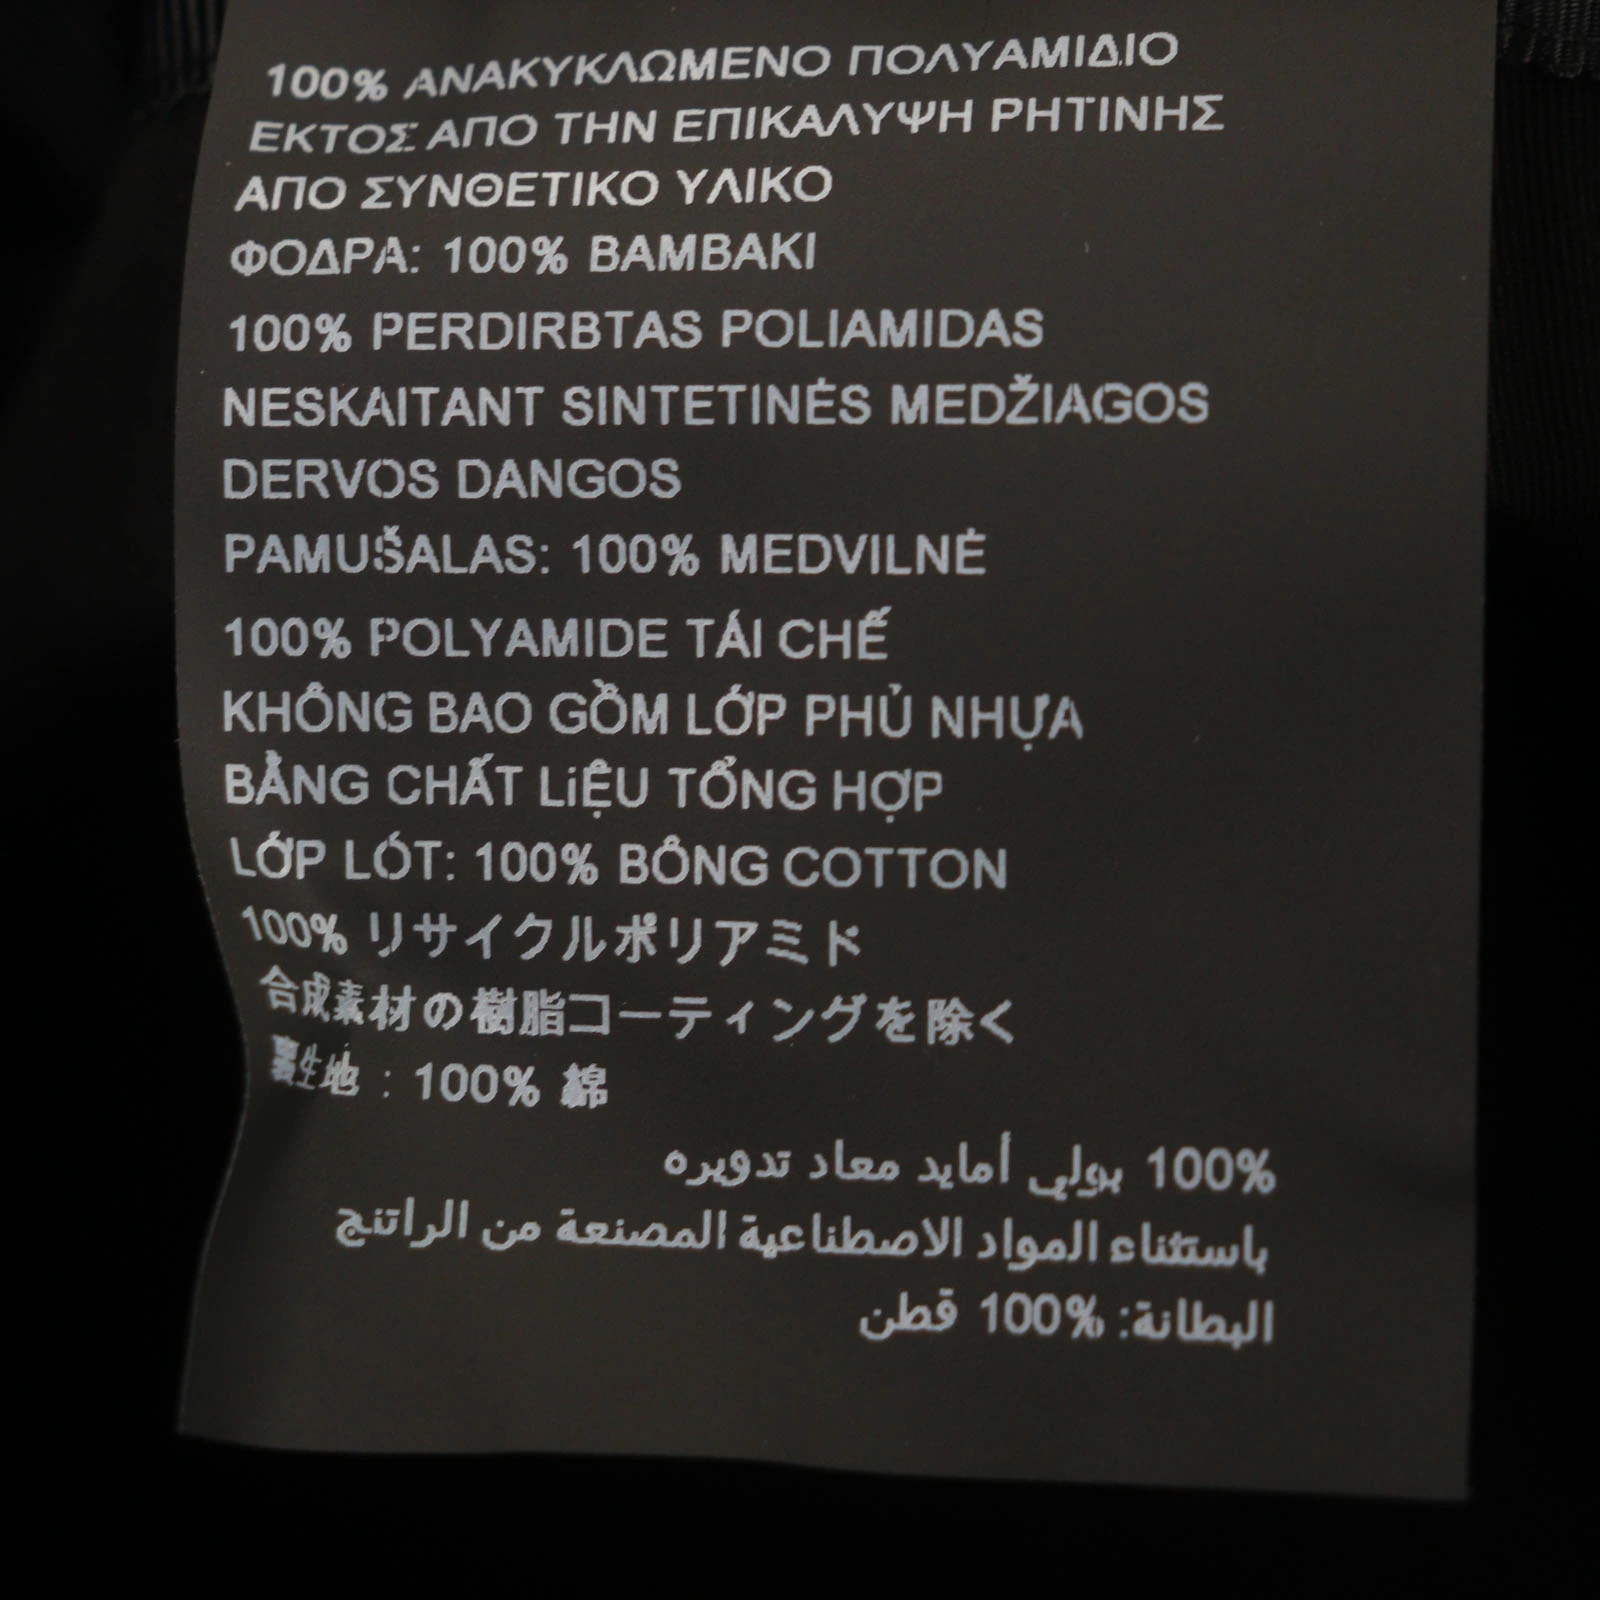 100% ΑΝΑΚΥΚΛΩΜΕΝΟ ΠΟΛΥΑΜΙΔΙΟ
ΕΚΤΟΣ ΑΠΟ ΤΗΝ ΕΠΙΚΑΛΥΨΗ ΡΗΤΙΝΗΣ
ΑΠΟ ΣΥΝΘΕΤΙΚΟ ΥΛΙΚΟ
ΦΟΔΡΑ: 100% ΒΑΜΒΑΚΙ
100% PERDIRBTAS POLIAMIDAS
NESKAITANT SINTETINĖS MEDŽIAGOS
DERVOS DANGOS
PAMUŠALAS: 100% MEDVILNĖ
100% POLYAMIDE TÁI CHẾ
KHÔNG BAO GỒM LỚP PHỦ NHỰA
BẰNG CHẤT LiỆU TỔNG HỢP
LỚP LÓT: 100% BÔNG COTTON
100% リサイクルポリアミド
合成素材の樹脂コーティングを除く
裏生地 : 100% 綿
100% بولي أمايد معاد تدويره
باستثناء المواد الاصطناعية المصنعة من الراتنج
البطانة: 100% قطن